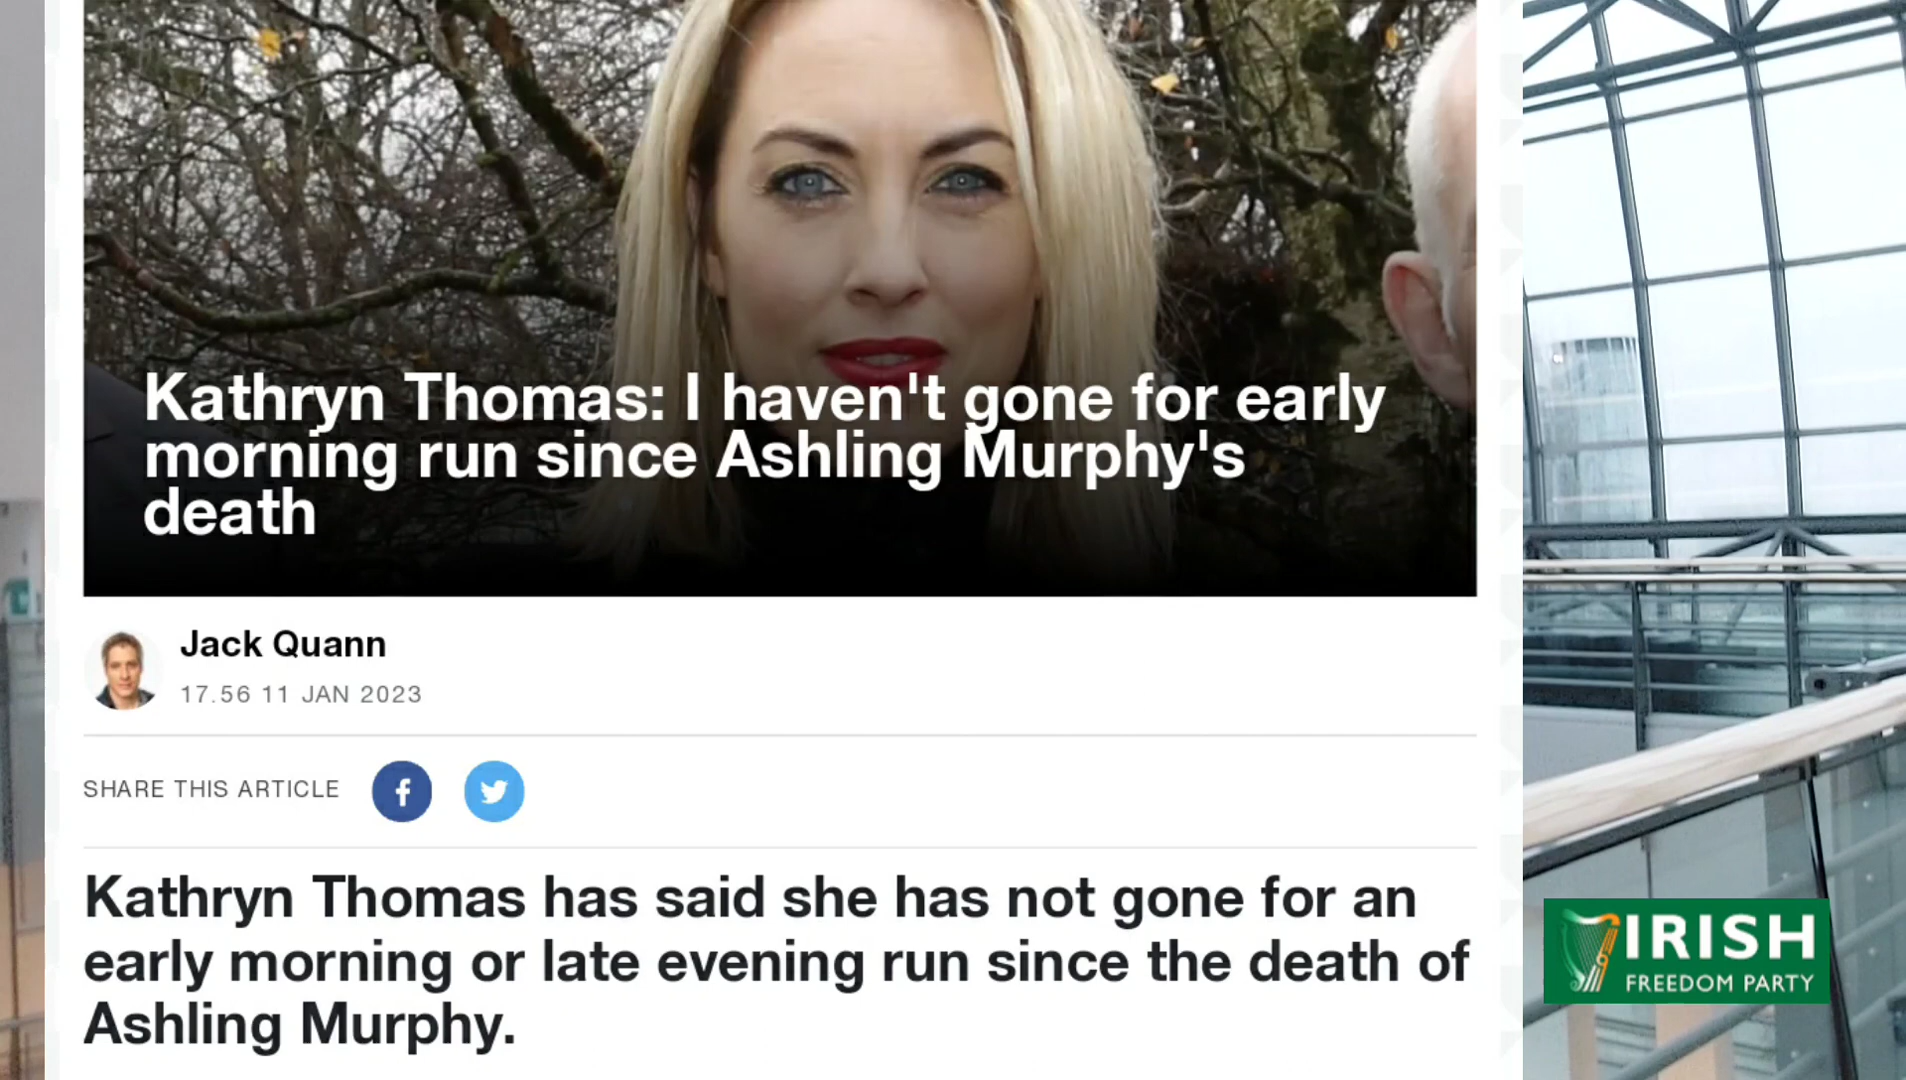 Kathryn Thomas: I haven't gone for early
morning run since Ashling Murphy's
death
Jack Quann
17.56 11 JAN 2023
SHARE THIS ARTICLE
Kathryn Thomas has said she has not gone for an
early morning or late evening run since the death of
Ashling Murphy.
IRISH
FREEDOM PARTY